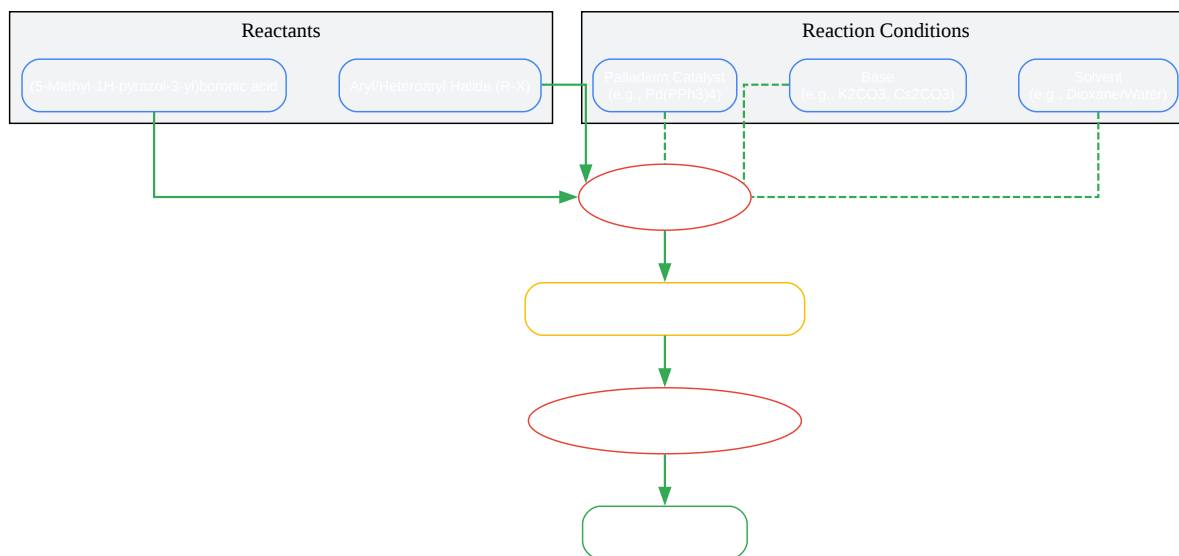 Reactants
Reaction Conditions
(5-Methyl-1H-pyrazol-3-yl)boronic acid
Aryl/Heteroaryl Halide (R-X)
Palladium Catalyst
(e.g., Pd(PPh3)4)
Base
(e.g., K2CO3, Cs2CO3)
Solvent
(e.g., Dioxane/Water)